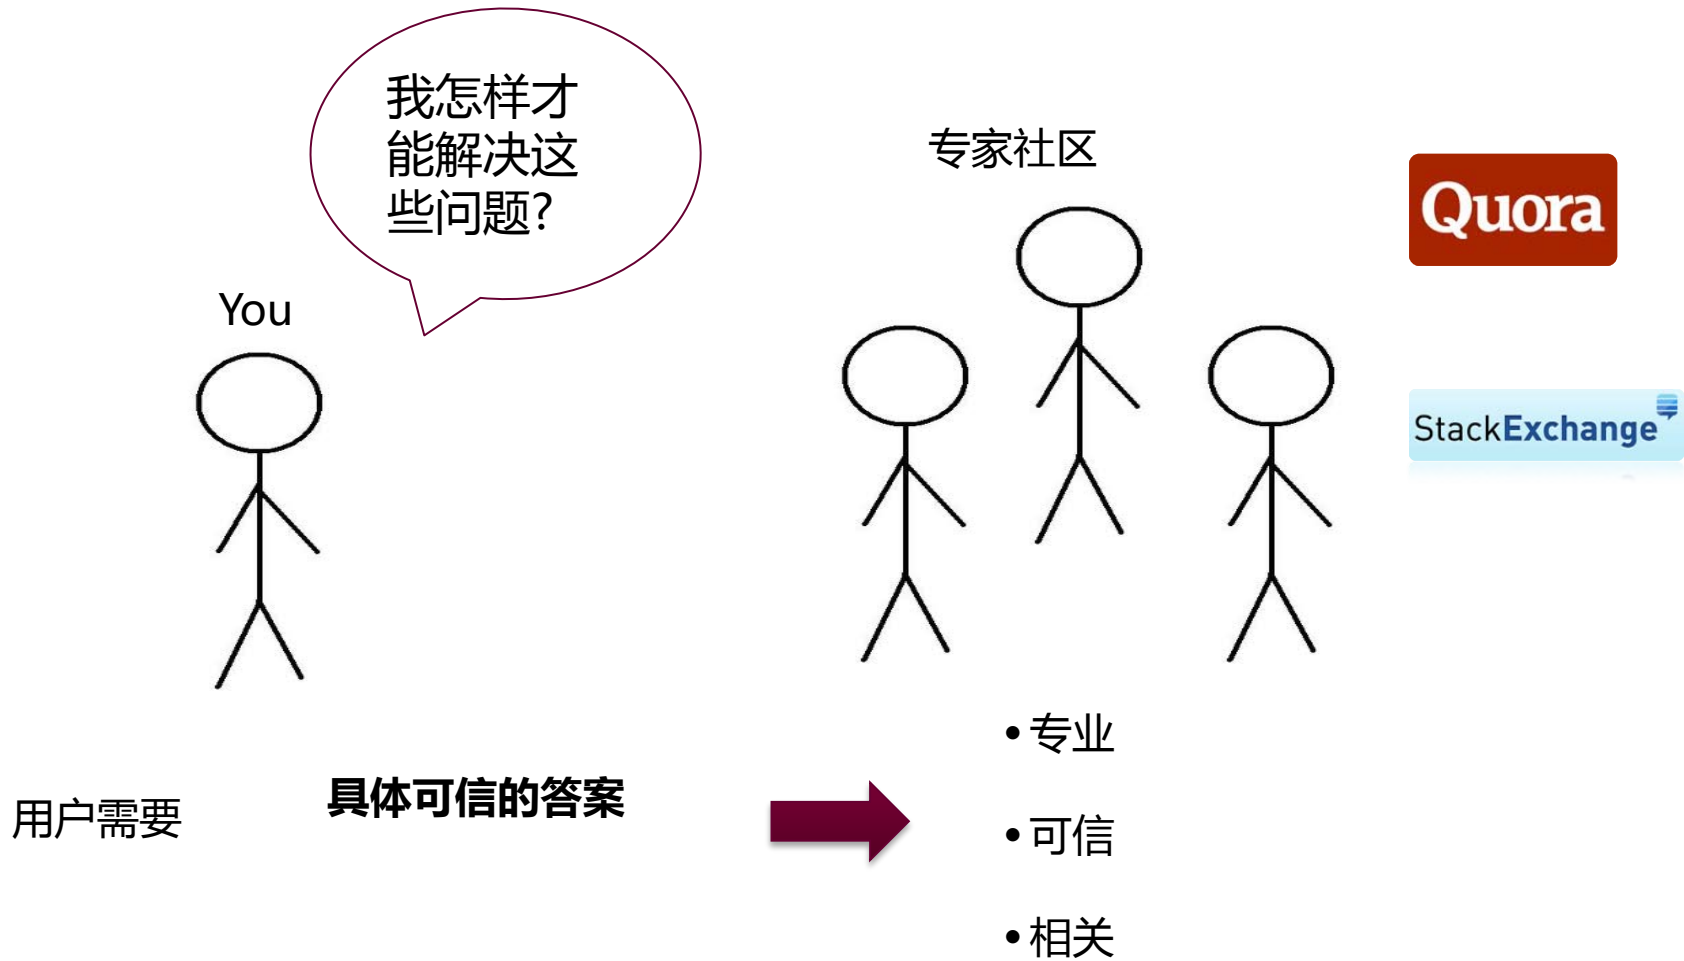 我怎样才
能解决这
些问题?
专家社区
Quora
You
StackExchange
•专业
用户需要
具体可信的答案
•可信
•相关